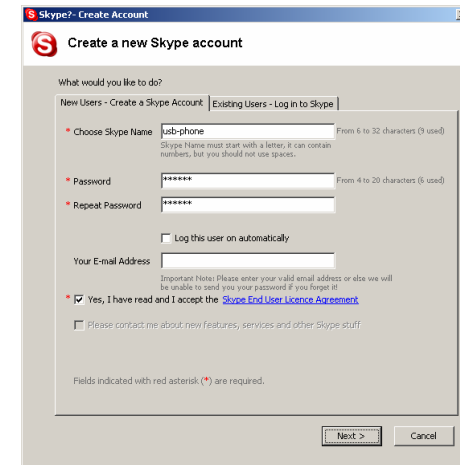 Skype?- Create Account
Create a new Skype account
What would you like to do?
New Users - Create a Skype Account Existing Users - Log in to Skype
* Choose Skype Name usb-phone From 6 to 32 characters (9 used)
Skype Name must start with a letter, it can contain
numbers, but you should not use spaces.
* Password ****** From 4 to 20 characters (6 used)
* Repeat Password ******
Log this user on automatically
Your E-mail Address
Important Note: Please enter your valid email address or else we will
be unable to send you your password if you forget it!
* Yes, I have read and I accept the Skype End User Licence Agreement
Please contact me about new features, services and other Skype stuff
Fields indicated with red asterisk (*) are required.
Next > Cancel